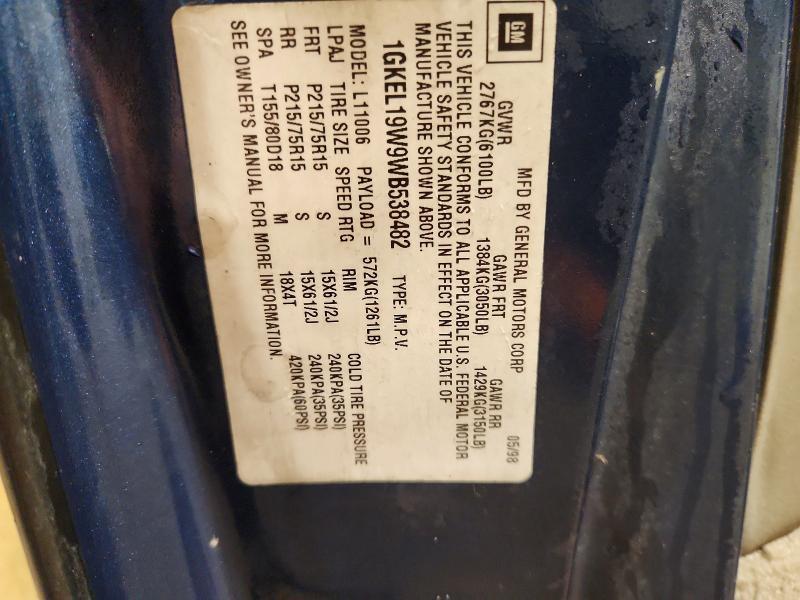 GM
MFD BY GENERAL MOTORS CORP 05/98
GVWR GAWR FRT GAWR RR
2767KG(6100LB) 1384KG(3050LB) 1429KG(3150LB)
THIS VEHICLE CONFORMS TO ALL APPLICABLE U.S. FEDERAL MOTOR
VEHICLE SAFETY STANDARDS IN EFFECT ON THE DATE OF
MANUFACTURE SHOWN ABOVE.
1GKEL19W9WB538482 TYPE: M.P.V.
MODEL: L11006 PAYLOAD = 572KG(1261LB)
LPAJ TIRE SIZE SPEED RTG RIM COLD TIRE PRESSURE
FRT P215/75R15 S 15X61/2J 240KPA(35PSI)
RR P215/75R15 S 15X61/2J 240KPA(35PSI)
SPA T155/80D18 M 18X4T 420KPA(60PSI)
SEE OWNER'S MANUAL FOR MORE INFORMATION.